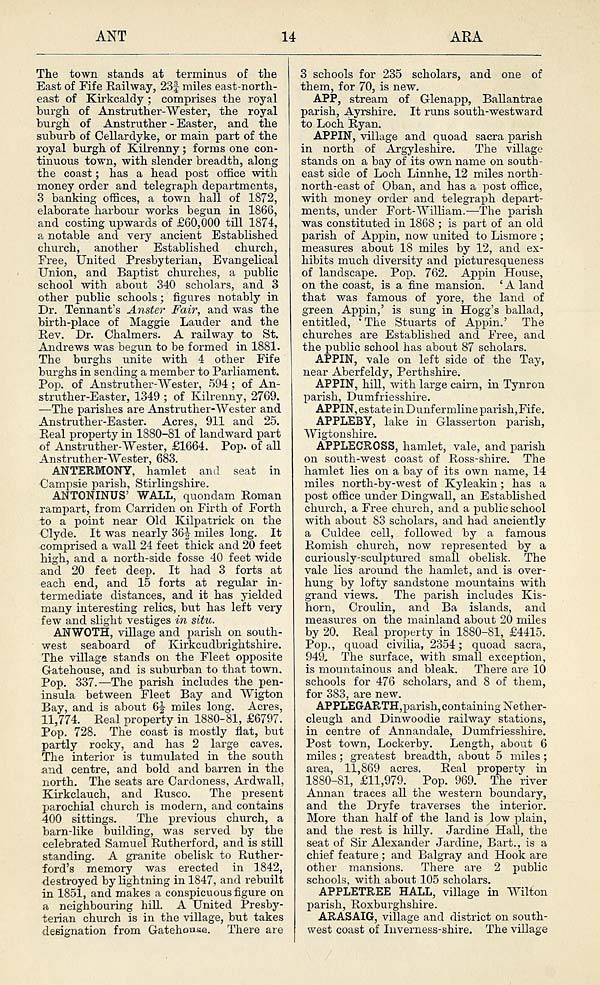 ANT 14 ARA
The town stands at terminus of the
East of Fife Railway, 23¾ miles east-north-
east of Kirkcaldy ; comprises the royal
burgh of Anstruther-Wester, the royal
burgh of Anstruther-Easter, and the
suburb of Cellardyke, or main part of the
royal burgh of Kilrenny ; forms one con-
tinuous town, with slender breadth, along
the coast ; has a head post office with
money order and telegraph departments,
3 banking offices, a town hall of 1872,
elaborate harbour works begun in 1866,
and costing upwards of £60,000 till 1874,
a notable and very ancient Established
church, another Established church,
Free, United Presbyterian, Evangelical
Union, and Baptist churches, a public
school with about 340 scholars, and 3
other public schools ; figures notably in
Dr. Tennant's Anster Fair, and was the
birth-place of Maggie Lauder and the
Rev. Dr. Chalmers. A railway to St.
Andrews was begun to be formed in 1881.
The burghs unite with 4 other Fife
burghs in sending a member to Parliament.
Pop. of Anstruther-Wester, 594 ; of An-
struther-Easter, 1349 ; of Kilrenny, 2769.
—The parishes are Anstruther-Wester and
Anstruther-Easter. Acres, 911 and 25.
Real property in 1880-81 of landward part
of Anstruther-Wester, £1664. Pop. of all
Anstruther-Wester, 683.
ANTERMONY, hamlet and seat in
Campsie parish, Stirlingshire.
ANTONINUS' WALL, quondam Roman
rampart, from Carriden on Firth of Forth
to a point near Old Kilpatrick on the
Clyde. It was nearly 36½ miles long. It
comprised a wall 24 feet thick and 20 feet
high, and a north-side fosse 40 feet wide
and 20 feet deep. It had 3 forts at
each end, and 15 forts at regular in-
termediate distances, and it has yielded
many interesting relics, but has left very
few and slight vestiges in situ.
ANWOTH, village and parish on south-
west seaboard of Kirkcudbrightshire.
The village stands on the Fleet opposite
Gatehouse, and is suburban to that town.
Pop. 337.—The parish includes the pen-
insula between Fleet Bay and Wigton
Bay, and is about 6½ miles long. Acres,
11,774. Real property in 1880-81, £6797.
Pop. 728. The coast is mostly flat, but
partly rocky, and has 2 large caves.
The interior is tumulated in the south
and centre, and bold and barren in the
north. The seats are Cardoness, Ardwall,
Kirkclauch, and Rusco. The present
parochial church is modern, and contains
400 sittings. The previous church, a
barn-like building, was served by the
celebrated Samuel Rutherford, and is still
standing. A granite obelisk to Ruther-
ford's memory was erected in 1842,
destroyed by lightning in 1847, and rebuilt
in 1851, and makes a conspicuous figure on
a neighbouring hill. A United Presby-
terian church is in the village, but takes
designation from Gatehouse. There are
3 schools for 235 scholars, and one of
them, for 70, is new.
APP, stream of Glenapp, Ballantrae
parish, Ayrshire. It runs south-westward
to Loch Ryan.
APPIN, village and quoad sacra parish
in north of Argyleshire. The village
stands on a bay of its own name on south-
east side of Loch Linnhe, 12 miles north-
north-east of Oban, and has a post office,
with money order and telegraph depart-
ments, under Fort-William.—The parish
was constituted in 1868 ; is part of an old
parish of Appin, now united to Lismore ;
measures about 18 miles by 12, and ex-
hibits much diversity and picturesqueness
of landscape. Pop. 762. Appin House,
on the coast, is a fine mansion. ‘A land
that was famous of yore, the land of
green Appin,’ is sung in Hogg's ballad,
entitled, ‘The Stuarts of Appin.’ The
churches are Established and Free, and
the public school has about 87 scholars.
APPIN, vale on left side of the Tay,
near Aberfeldy, Perthshire.
APPIN, hill, with large cairn, in Tynron
parish, Dumfriesshire.
APPIN, estate in Dunfermline parish, Fife.
APPLEBY, lake in Glasserton parish,
Wigtonshire.
APPLECROSS, hamlet, vale, and parish
on south-west coast of Ross-shire. The
hamlet lies on a bay of its own name, 14
miles north-by-west of Kyleakin ; has a
post office under Dingwall, an Established
church, a Free church, and a public school
with about 83 scholars, and had anciently
a Culdee cell, followed by a famous
Romish church, now represented by a
curiously-sculptured small obelisk. The
vale lies around the hamlet, and is over-
hung by lofty sandstone mountains with
grand views. The parish includes Kis-
horn, Croulin, and Ba islands, and
measures on the mainland about 20 miles
by 20. Real property in 1880-81, £4415.
Pop., quoad civilia, 2354 ; quoad sacra,
949. The surface, with small exception,
is mountainous and bleak. There are 10
schools for 476 scholars, and 8 of them,
for 383, are new.
APPLEGARTH, parish, containing Nether-
cleugh and Dinwoodie railway stations,
in centre of Annandale, Dumfriesshire.
Post town, Lockerby. Length, about 6
miles ; greatest breadth, about 5 miles ;
area, 11,869 acres. Real property in
1880-81, £11,979. Pop. 969. The river
Annan traces all the western boundary,
and the Dryfe traverses the interior.
More than half of the land is low plain,
and the rest is hilly. Jardine Hall, the
seat of Sir Alexander Jardine, Bart., is a
chief feature ; and Balgray and Hook are
other mansions. There are 2 public
schools, with about 105 scholars.
APPLETREE HALL, village in Wilton
parish, Roxburghshire.
ARASAIG, village and district on south-
west coast of Inverness-shire. The village